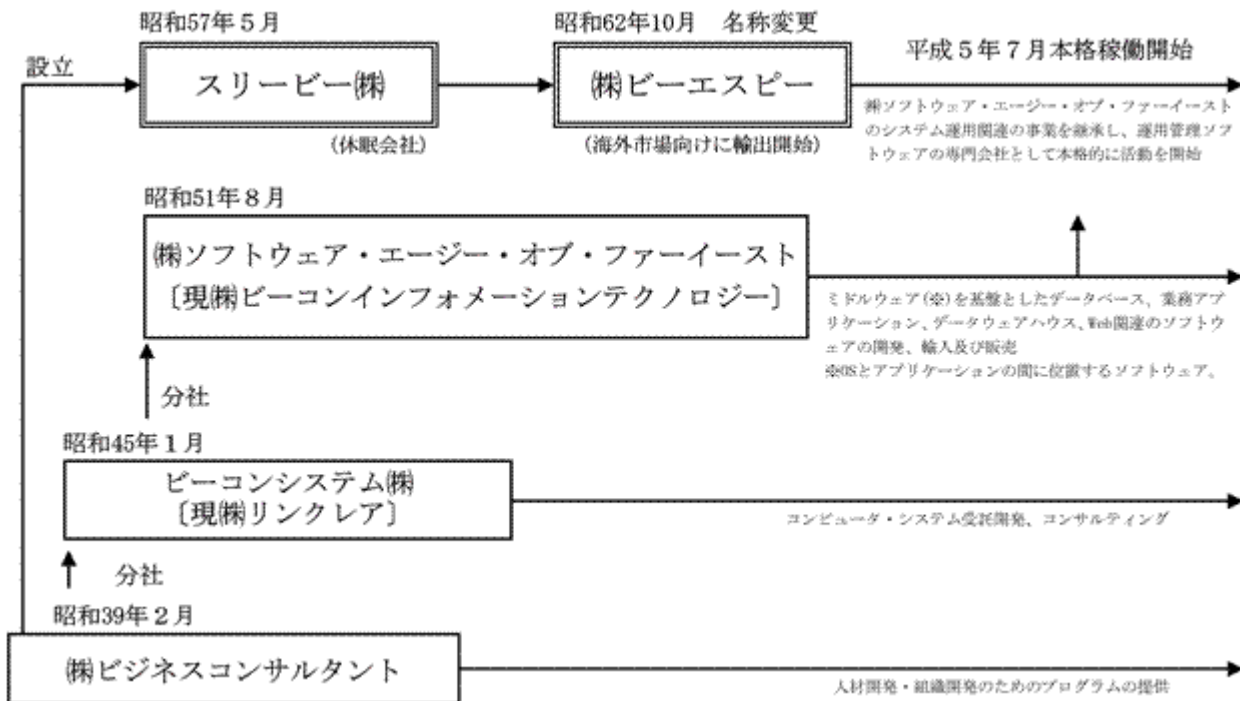 昭和57年5月
昭和62年10月　名称変更
平成5年7月本格稼働開始
設立
スリービー㈱
㈱ビーエスピー
(休眠会社)
(海外市場向けに輸出開始)
㈱ソフトウェア・エージー・オブ・ファーイースト
のシステム運用関連の事業を継承し、運用管理ソフ
トウェアの専門会社として本格的に活動を開始
昭和51年8月
㈱ソフトウェア・エージー・オブ・ファーイースト
〔現㈱ビーコンインフォメーションテクノロジー〕
ミドルウェア(※)を基盤としたデータベース、業務アプ
リケーション、データウェアハウス、Web関連のソフトウ
ェアの開発、輸入及び販売
※OSとアプリケーションの間に位置するソフトウェア。
分社
昭和45年1月
ビーコンシステム㈱
〔現㈱リンクレア〕
コンピュータ・システム受託開発、コンサルティング
分社
昭和39年2月
㈱ビジネスコンサルタント
人材開発・組織開発のためのプログラムの提供